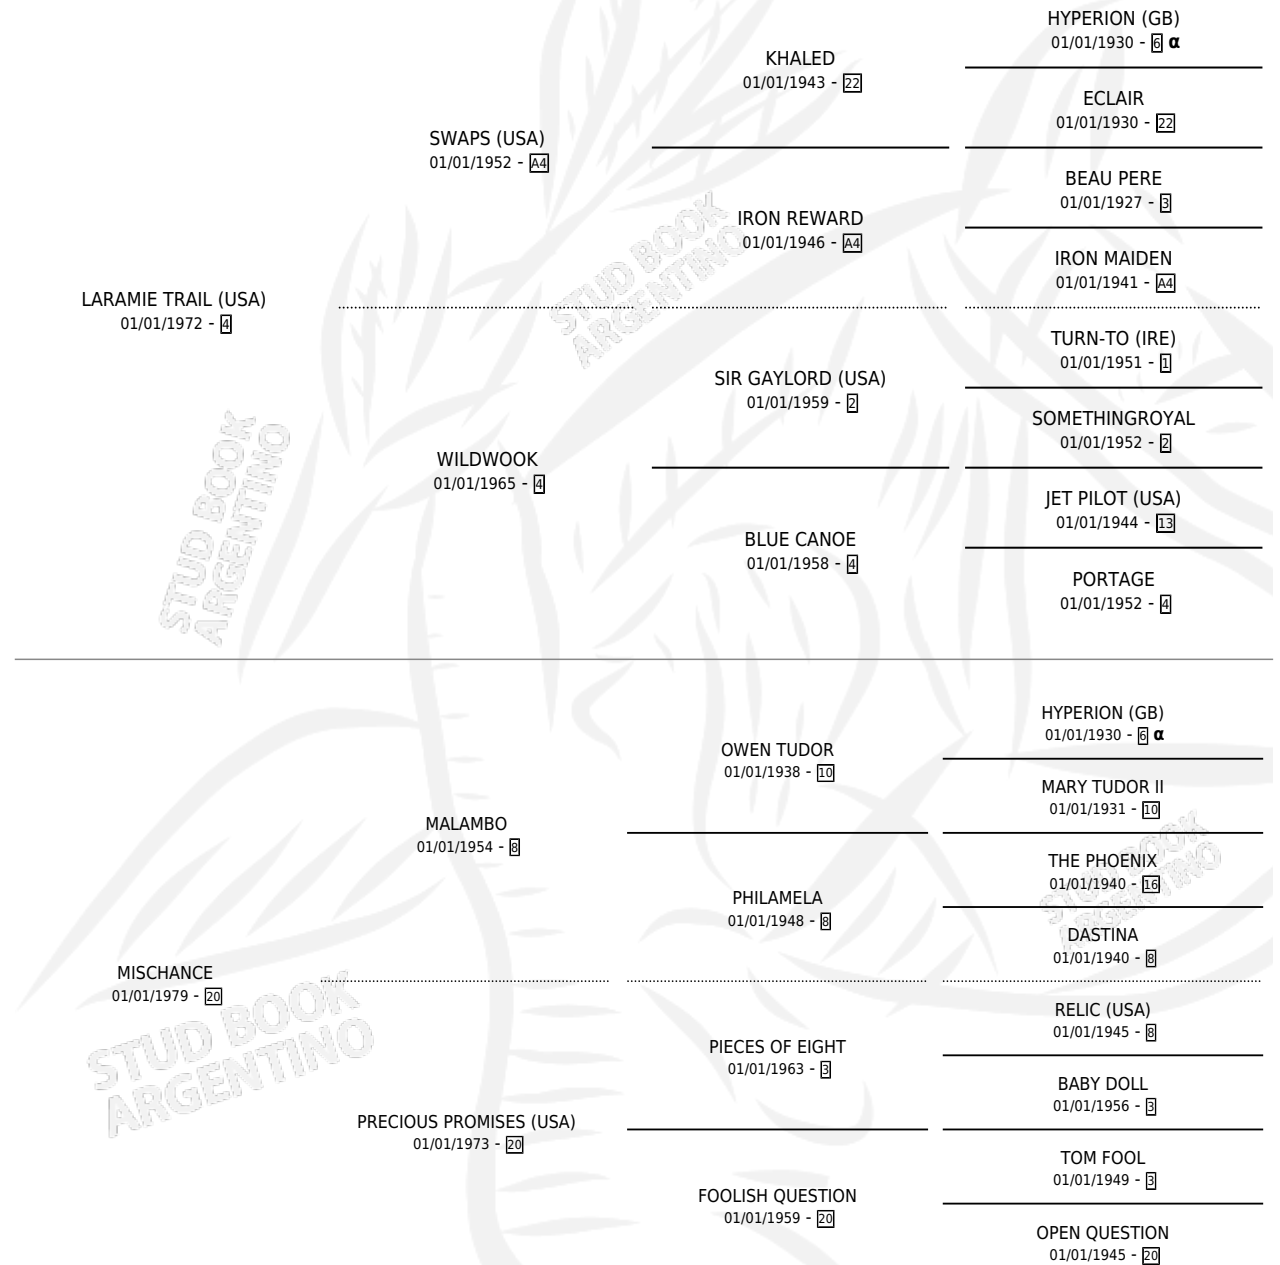 HYPERION (GB)
01/01/1930 - 6 α
KHALED
01/01/1943 - 22
ECLAIR
01/01/1930 - 22
SWAPS (USA)
01/01/1952 - A4
BEAU PERE
01/01/1927 - 3
IRON REWARD
01/01/1946 - A4
IRON MAIDEN
01/01/1941 - A4
LARAMIE TRAIL (USA)
01/01/1972 - 4
TURN-TO (IRE)
01/01/1951 - 1
SIR GAYLORD (USA)
01/01/1959 - 2
SOMETHINGROYAL
01/01/1952 - 2
WILDWOOK
01/01/1965 - 4
JET PILOT (USA)
01/01/1944 - 13
BLUE CANOE
01/01/1958 - 4
PORTAGE
01/01/1952 - 4
STUD BOOK
ARGENTINO
STUD BOOK
ARGENTINO
HYPERION (GB)
01/01/1930 - 6 α
OWEN TUDOR
01/01/1938 - 10
MARY TUDOR II
01/01/1931 - 10
MALAMBO
01/01/1954 - 8
THE PHOENIX
01/01/1940 - 16
PHILAMELA
01/01/1948 - 8
DASTINA
01/01/1940 - 8
MISCHANCE
01/01/1979 - 20
RELIC (USA)
01/01/1945 - 8
PIECES OF EIGHT
01/01/1963 - 3
BABY DOLL
01/01/1956 - 3
PRECIOUS PROMISES (USA)
01/01/1973 - 20
TOM FOOL
01/01/1949 - 3
FOOLISH QUESTION
01/01/1959 - 20
OPEN QUESTION
01/01/1945 - 20
STUD BOOK
ARGENTINO
STUD BOOK
ARGENTINO